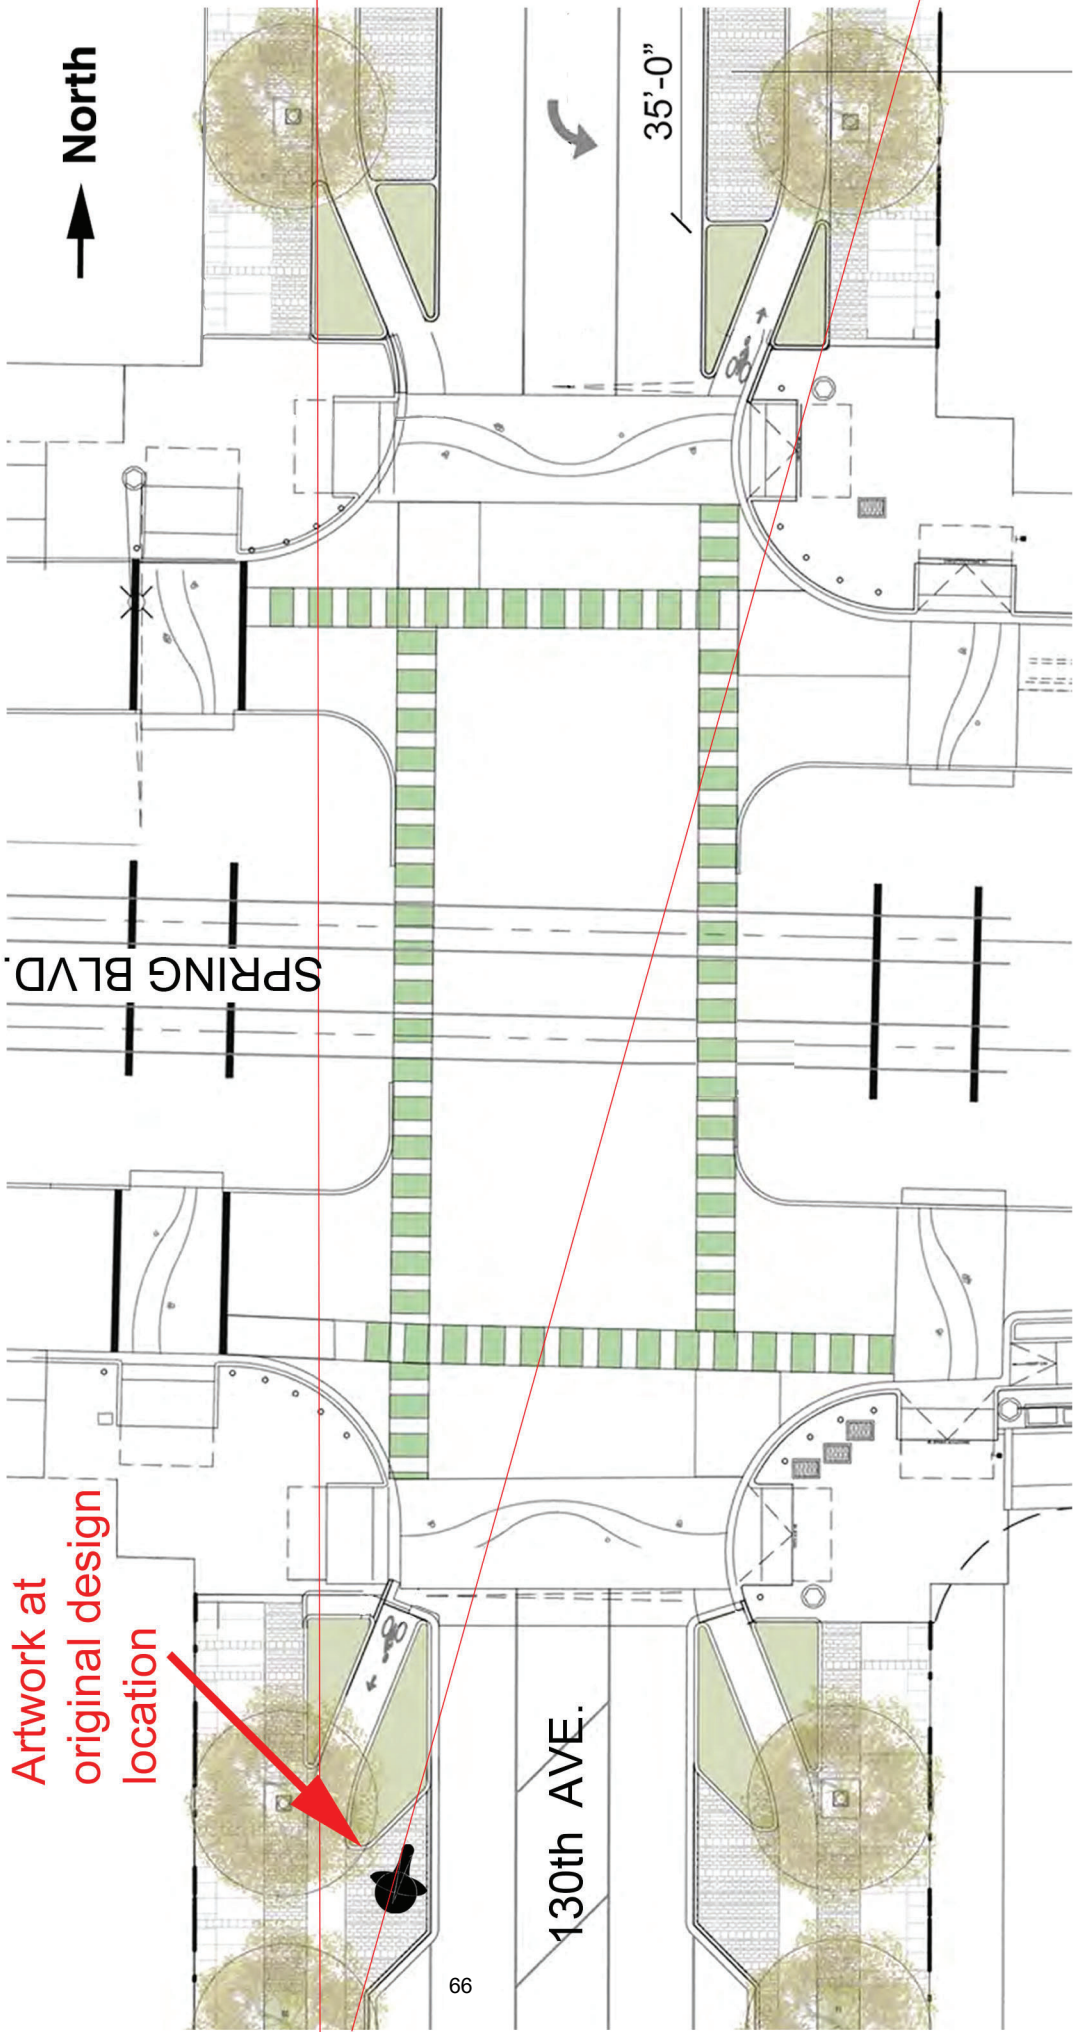 North
35'-0"
SPRING BLVD.
Artwork at
original design
location
130th AVE.
66